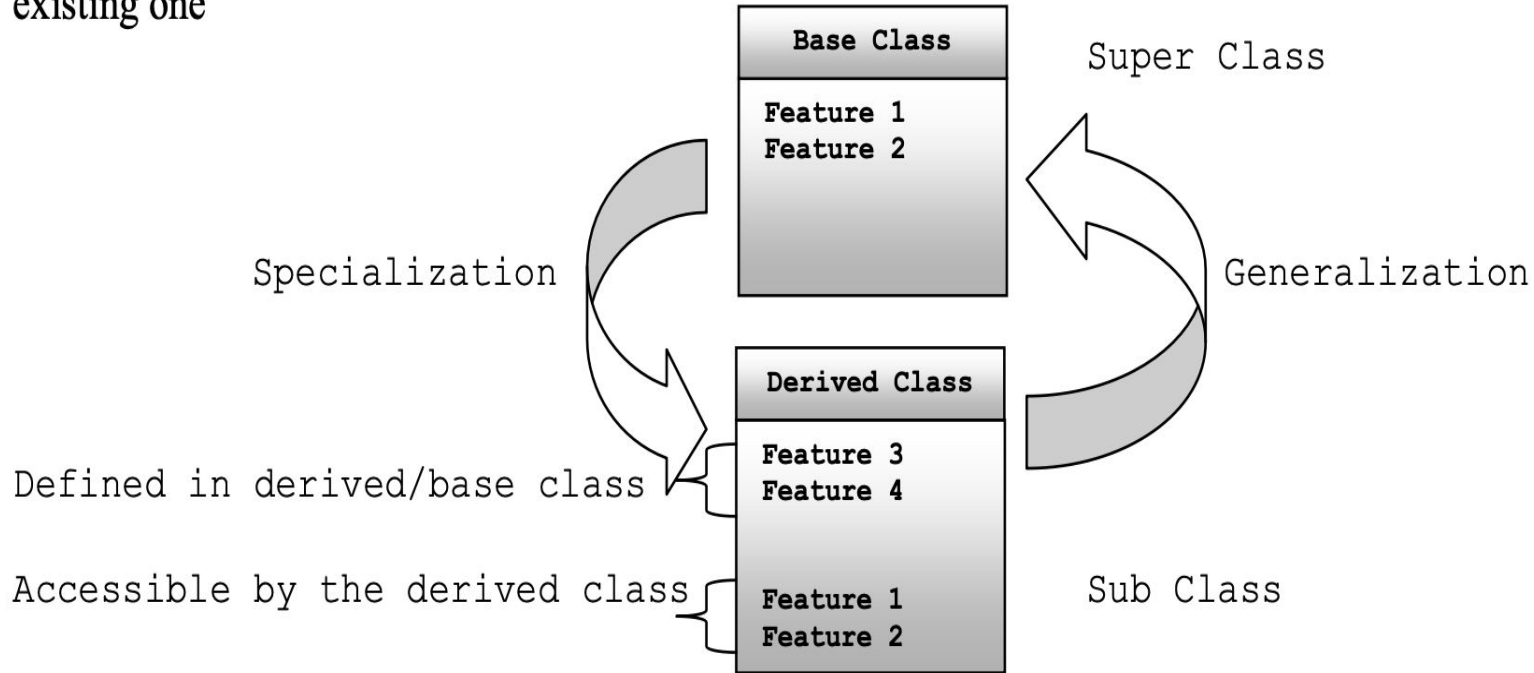 existing one
Base Class
Super Class
Feature 1
Feature 2
Specialization
Generalization
Derived Class
Feature 3
Defined in derived/base class
Feature 4
Accessible by the derived class
Feature 1
Sub Class
Feature 2